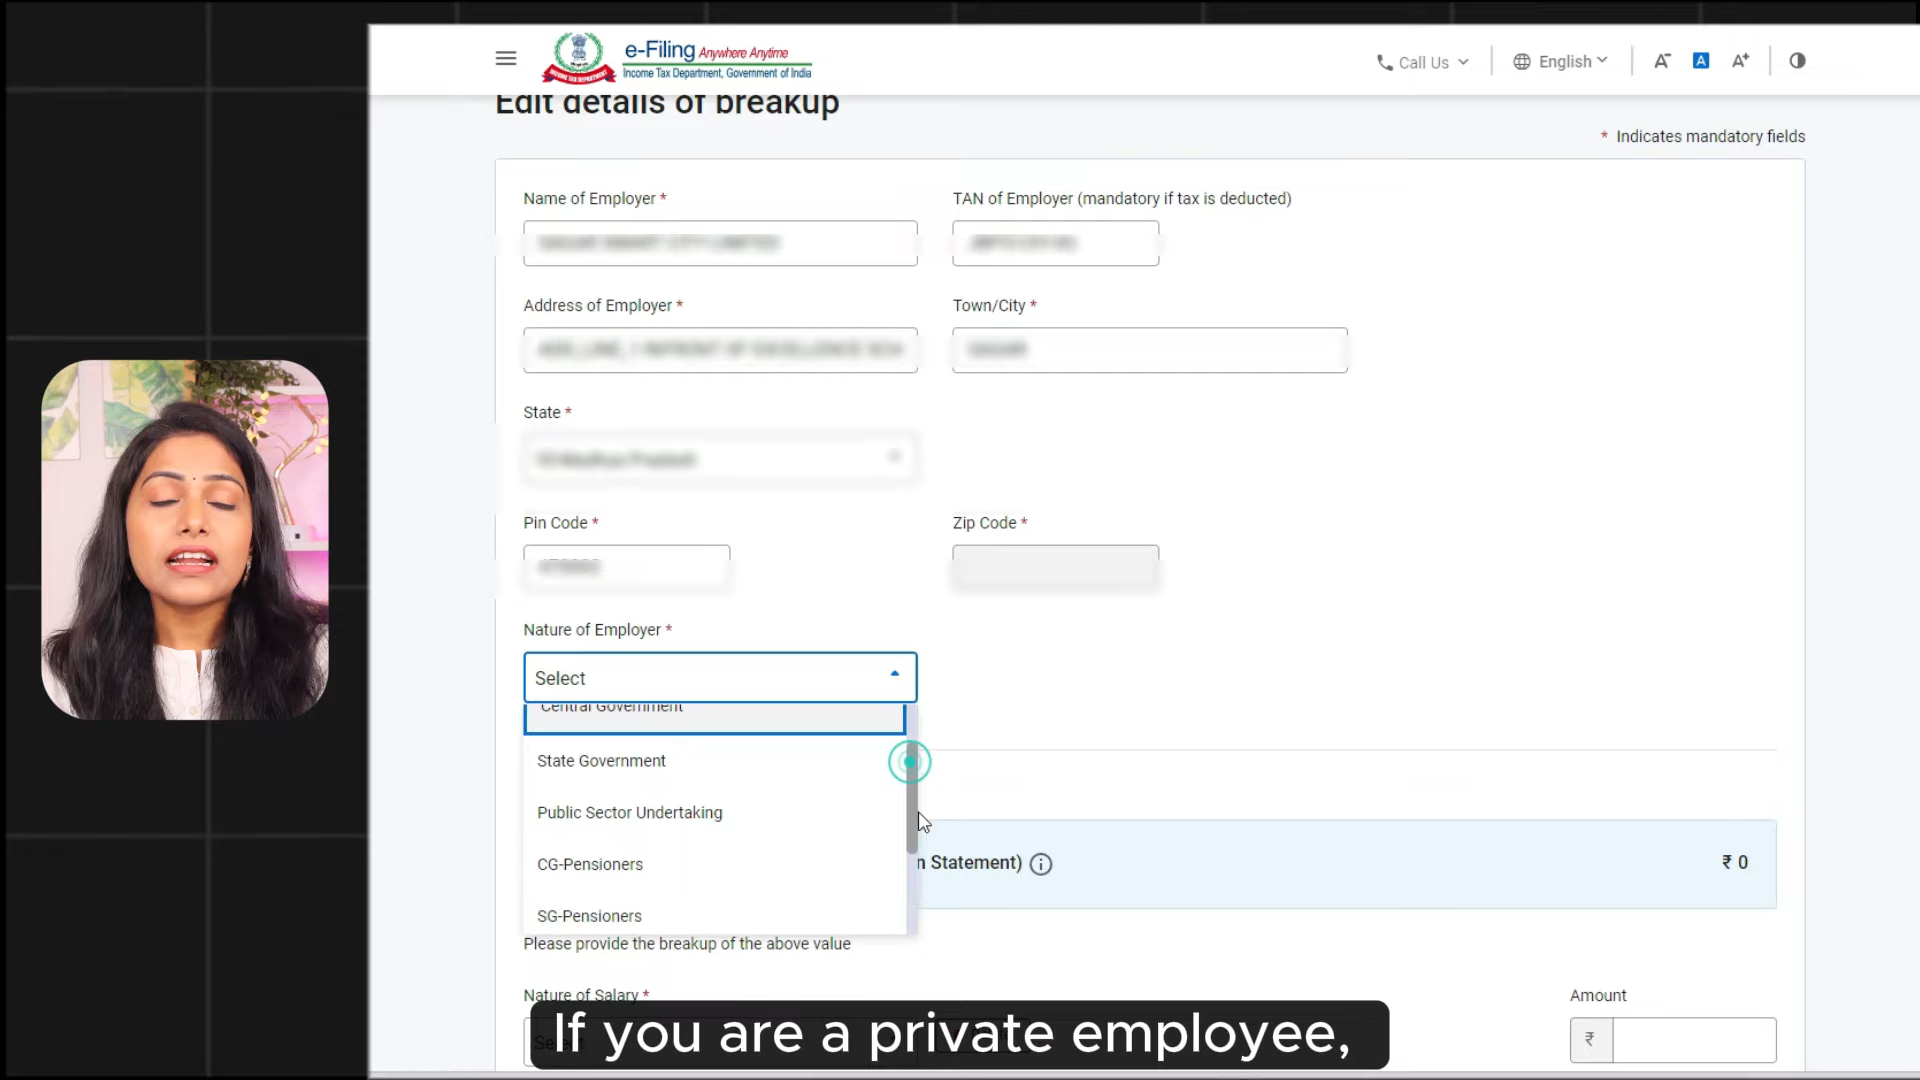 e-Filing Anywhere Anytime
Income Tax Department, Government of India
Call Us
English
A-
A
A+
Edit details of breakup
* Indicates mandatory fields
Name of Employer *
TAN of Employer (mandatory if tax is deducted)
Address of Employer *
Town/City *
State *
Pin Code *
Zip Code *
Nature of Employer *
Select
Central Government
State Government
Public Sector Undertaking
CG-Pensioners
n Statement)
₹ 0
SG-Pensioners
Please provide the breakup of the above value
Nature of Salary *
Amount
₹
If you are a private employee,